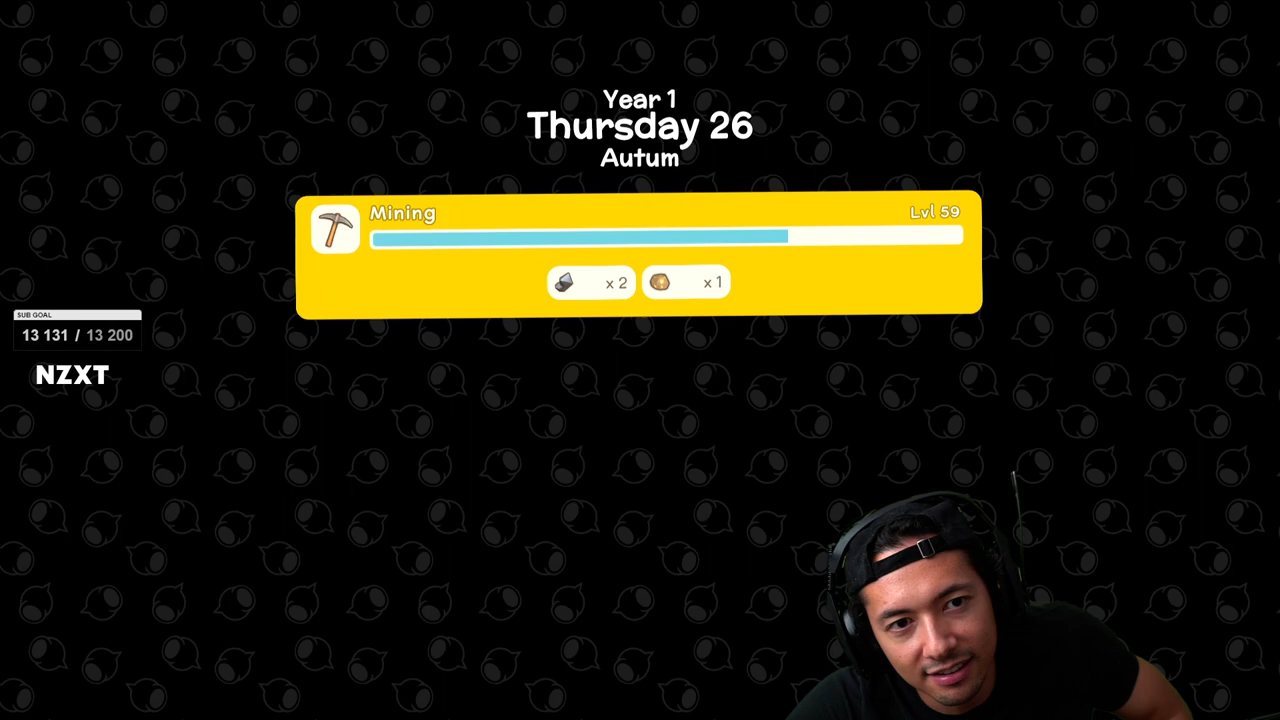 Year 1
Thursday 26
Autum
Mining
Lvl 59
x 2
x 1
SUB GOAL
13 131 / 13 200
NZXT